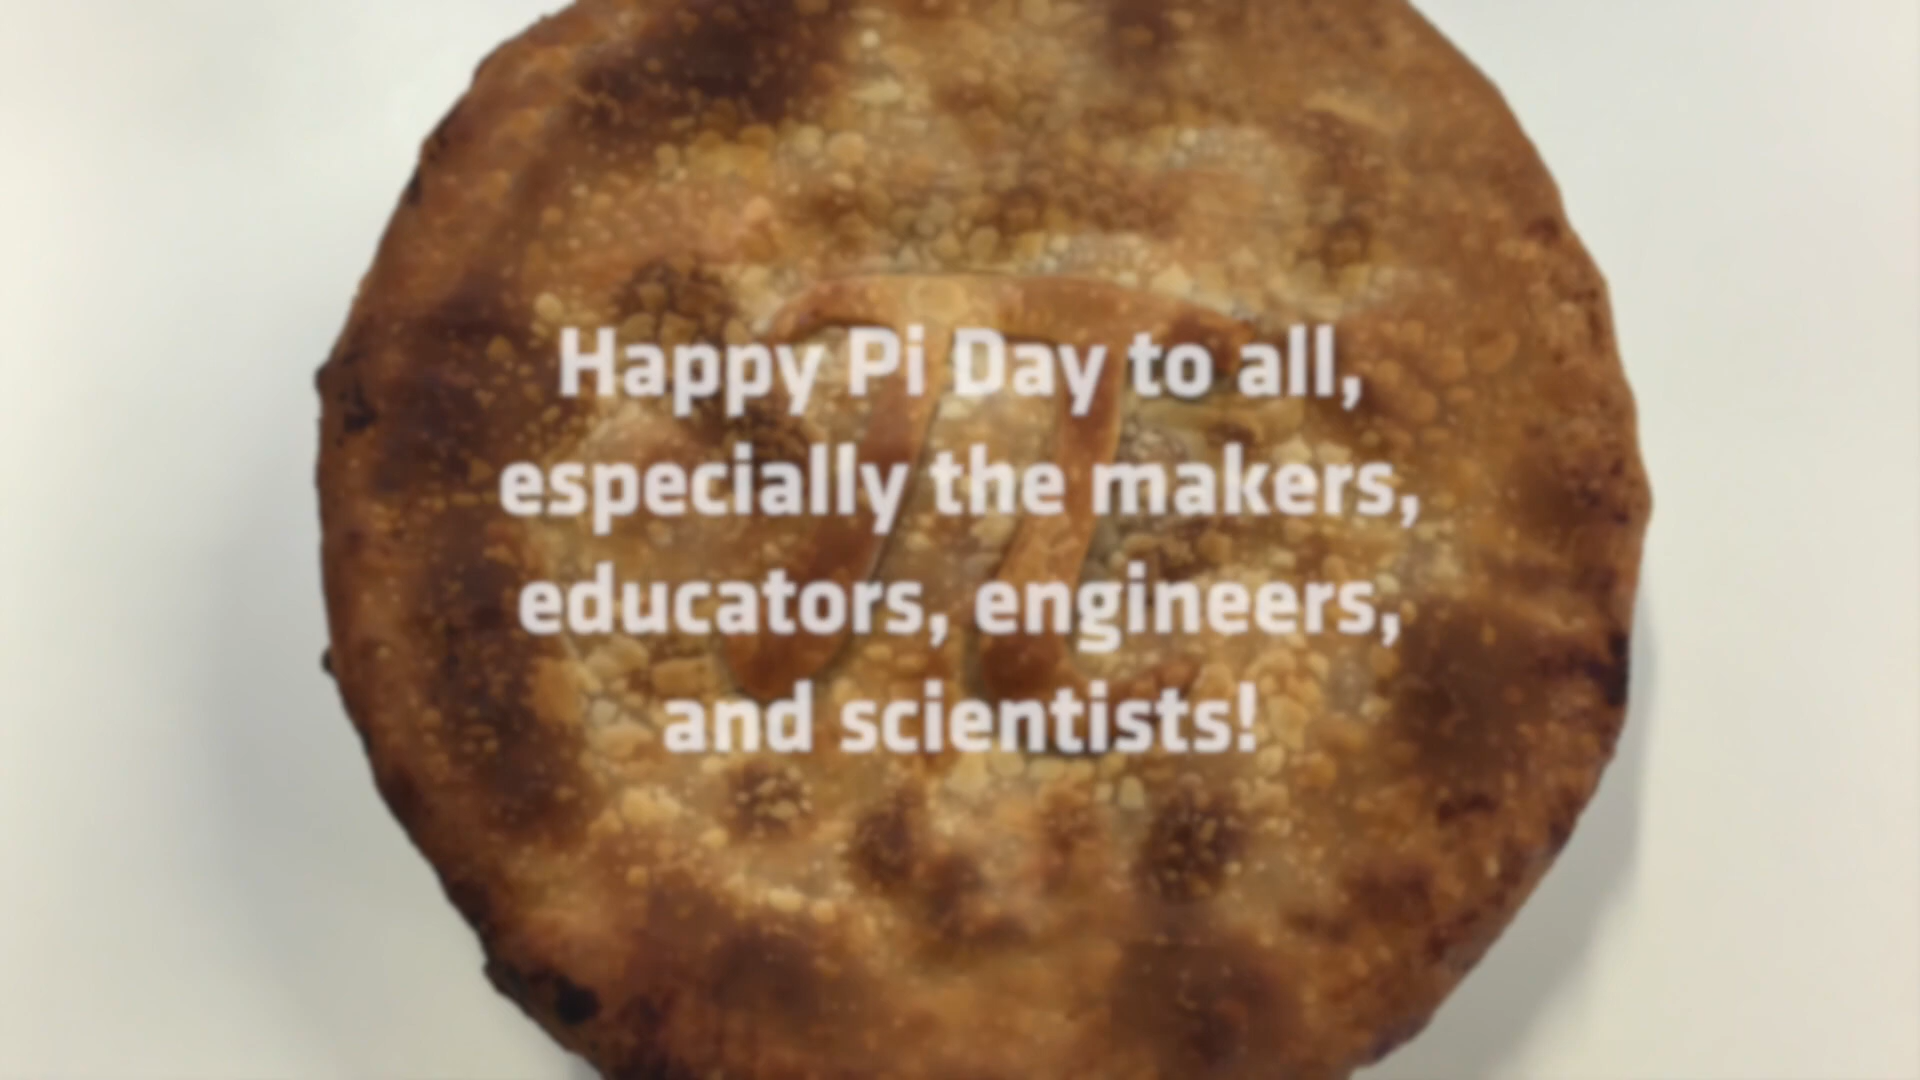 Happy Pi Day to all,
especially the makers,
educators, engineers,
and scientists!
π